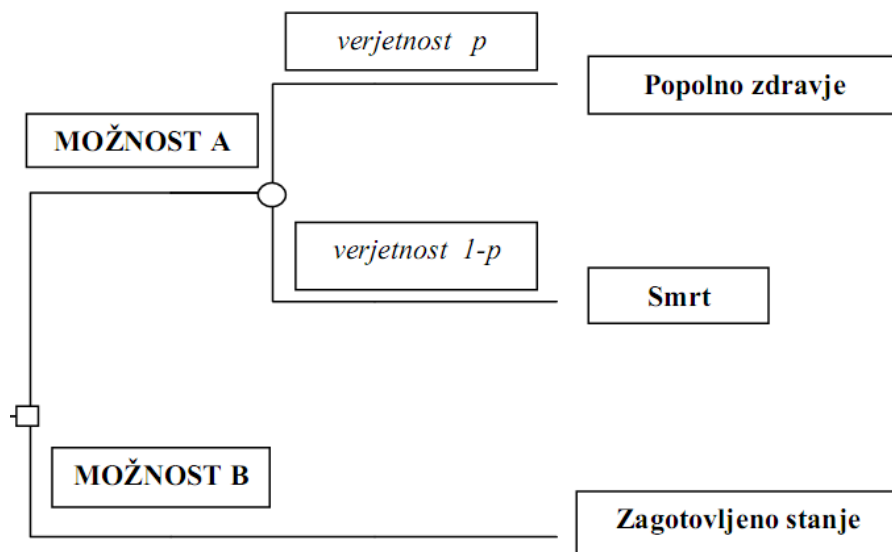 verjetnost p
Popolno zdravje
MOŽNOST A
verjetnost 1-p
Smrt
MOŽNOST B
Zagotovljeno stanje